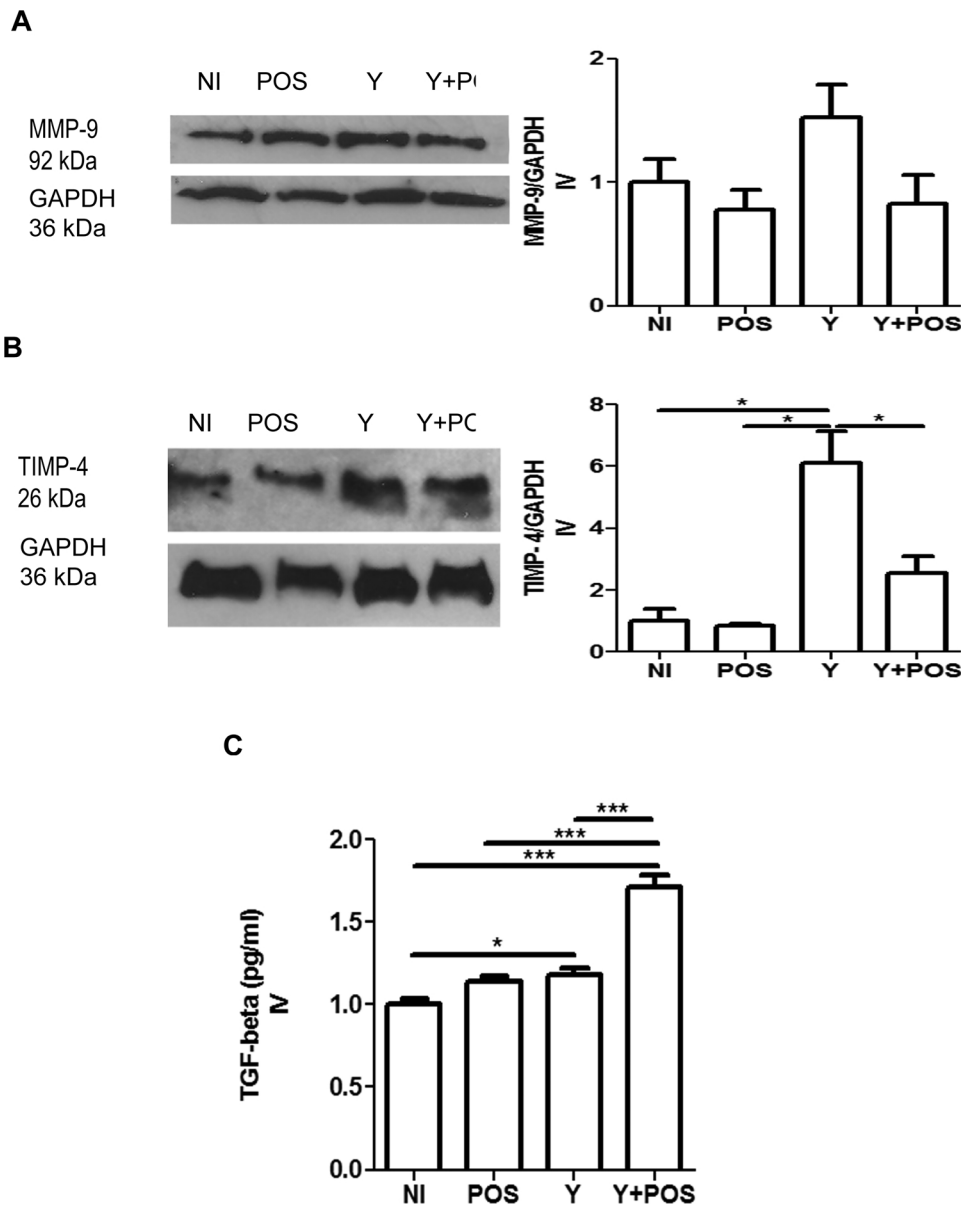 A
NI POS Y Y+P(
MMP-9
92 kDa
GAPDH
36 kDa
MMP-9/GAPDH
IV
2
1
0
NI POS Y Y+POS
B
NI POS Y Y+PC
TIMP-4
26 kDa
GAPDH
36 kDa
TIMP- 4/GAPDH
IV
8
6
4
2
0
* * *
NI POS Y Y+POS
C
TGF-beta (pg/ml)
IV
2.0
1.5
1.0
0.5
0.0
***
***
***
*
NI POS Y Y+POS